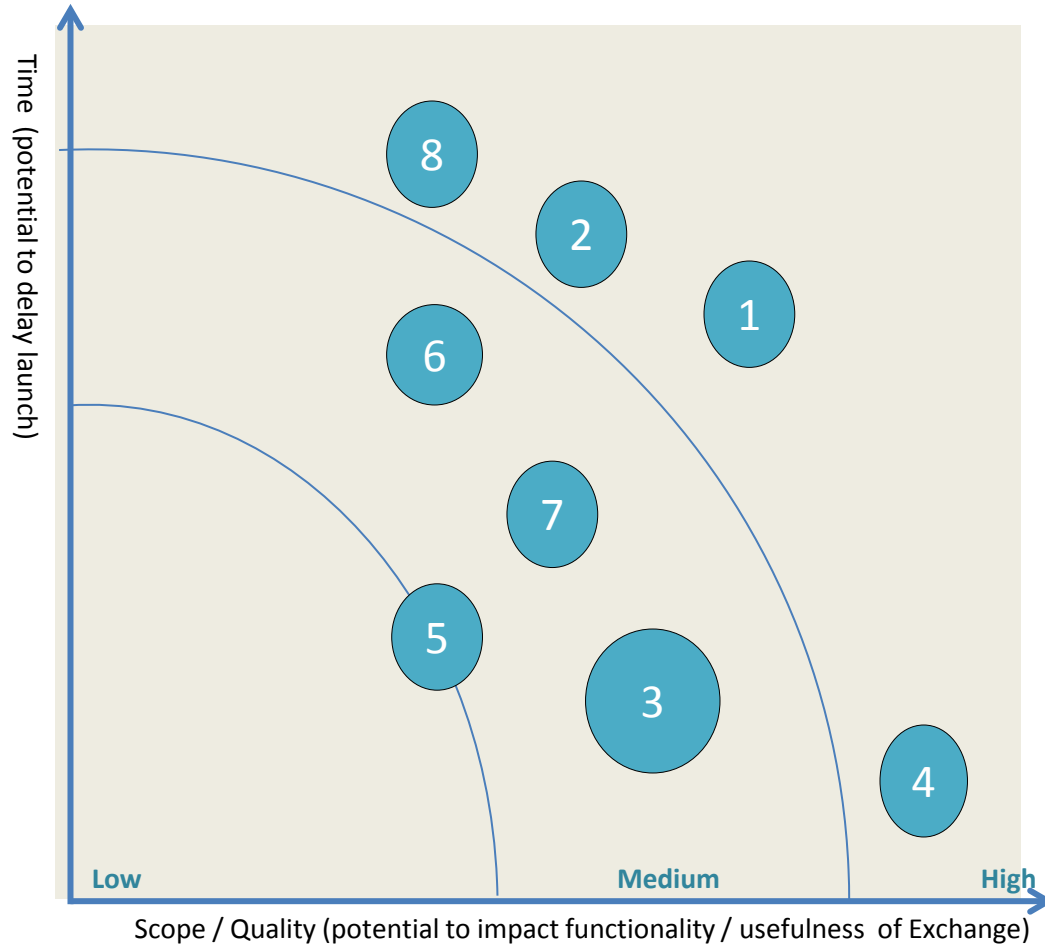 Time (potential to delay launch)
8
2
1
6
7
5
3
4
Low Medium High
Scope / Quality (potential to impact functionality / usefulness of Exchange)